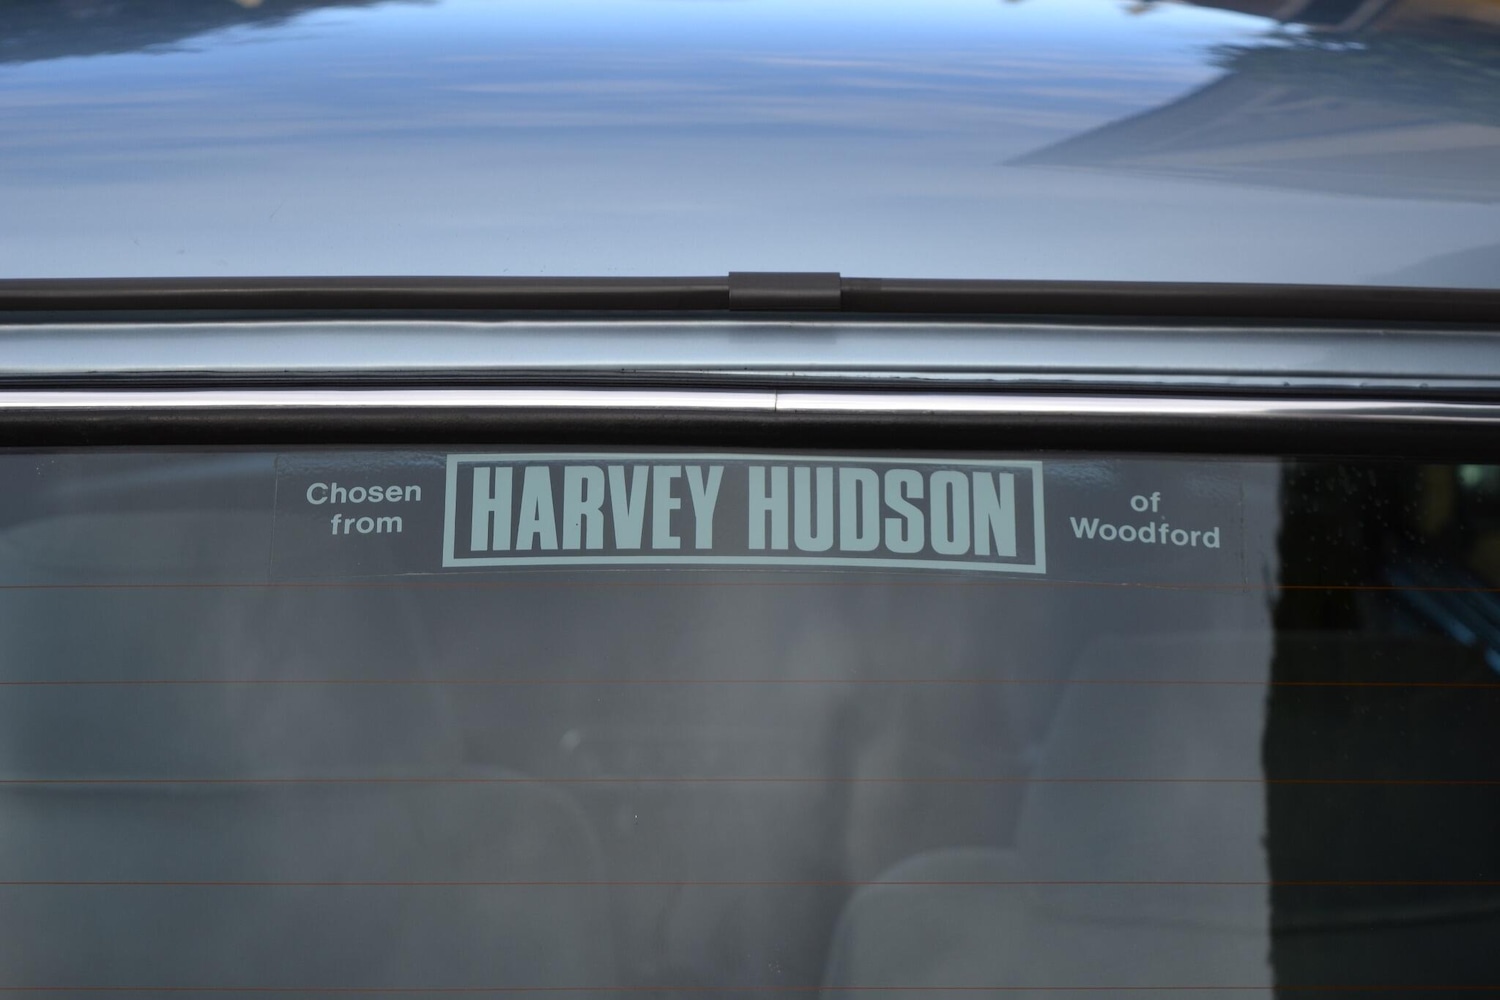 Chosen
from
HARVEY HUDSON
of
Woodford